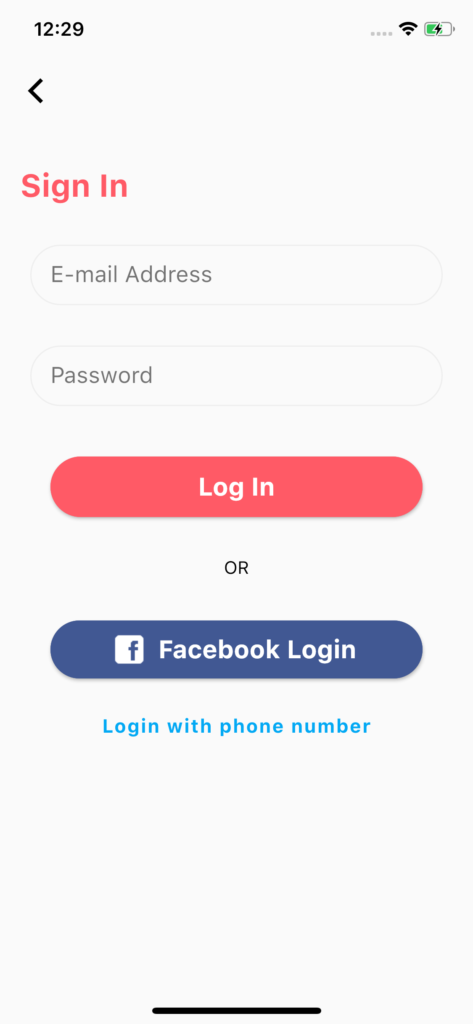 12:29
Sign In
E-mail Address
Password
Log In
OR
Facebook Login
Login with phone number